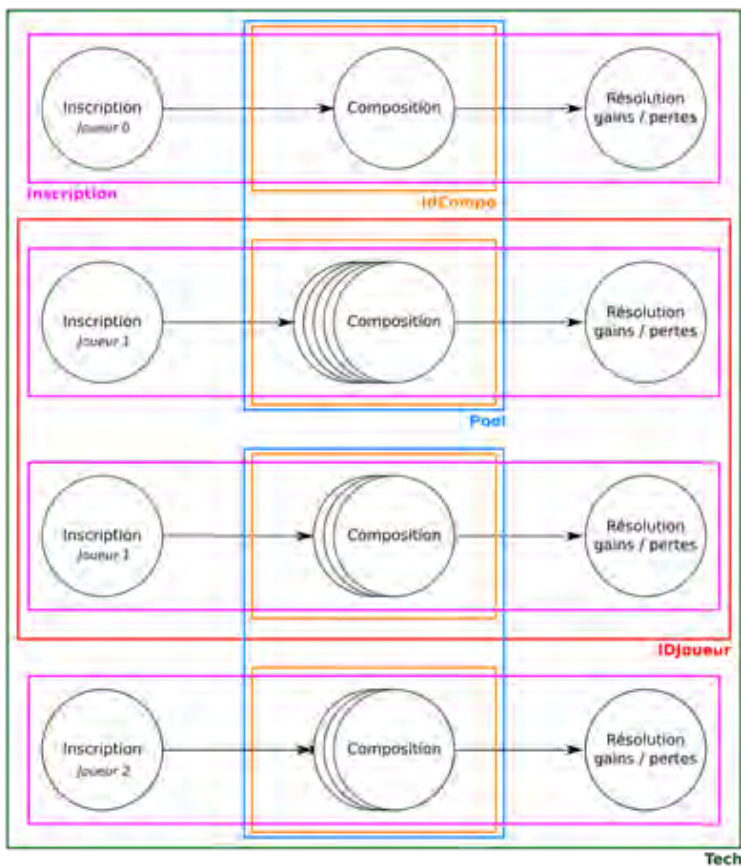 Inscription
Joueur 0
Composition
Résolution
gains / pertes
Inscription
idCompo
Inscription
Joueur 1
Composition
Résolution
gains / pertes
Pool
Inscription
Joueur 1
Composition
Résolution
gains / pertes
IDJoueur
Inscription
Joueur 2
Composition
Résolution
gains / pertes
Tech